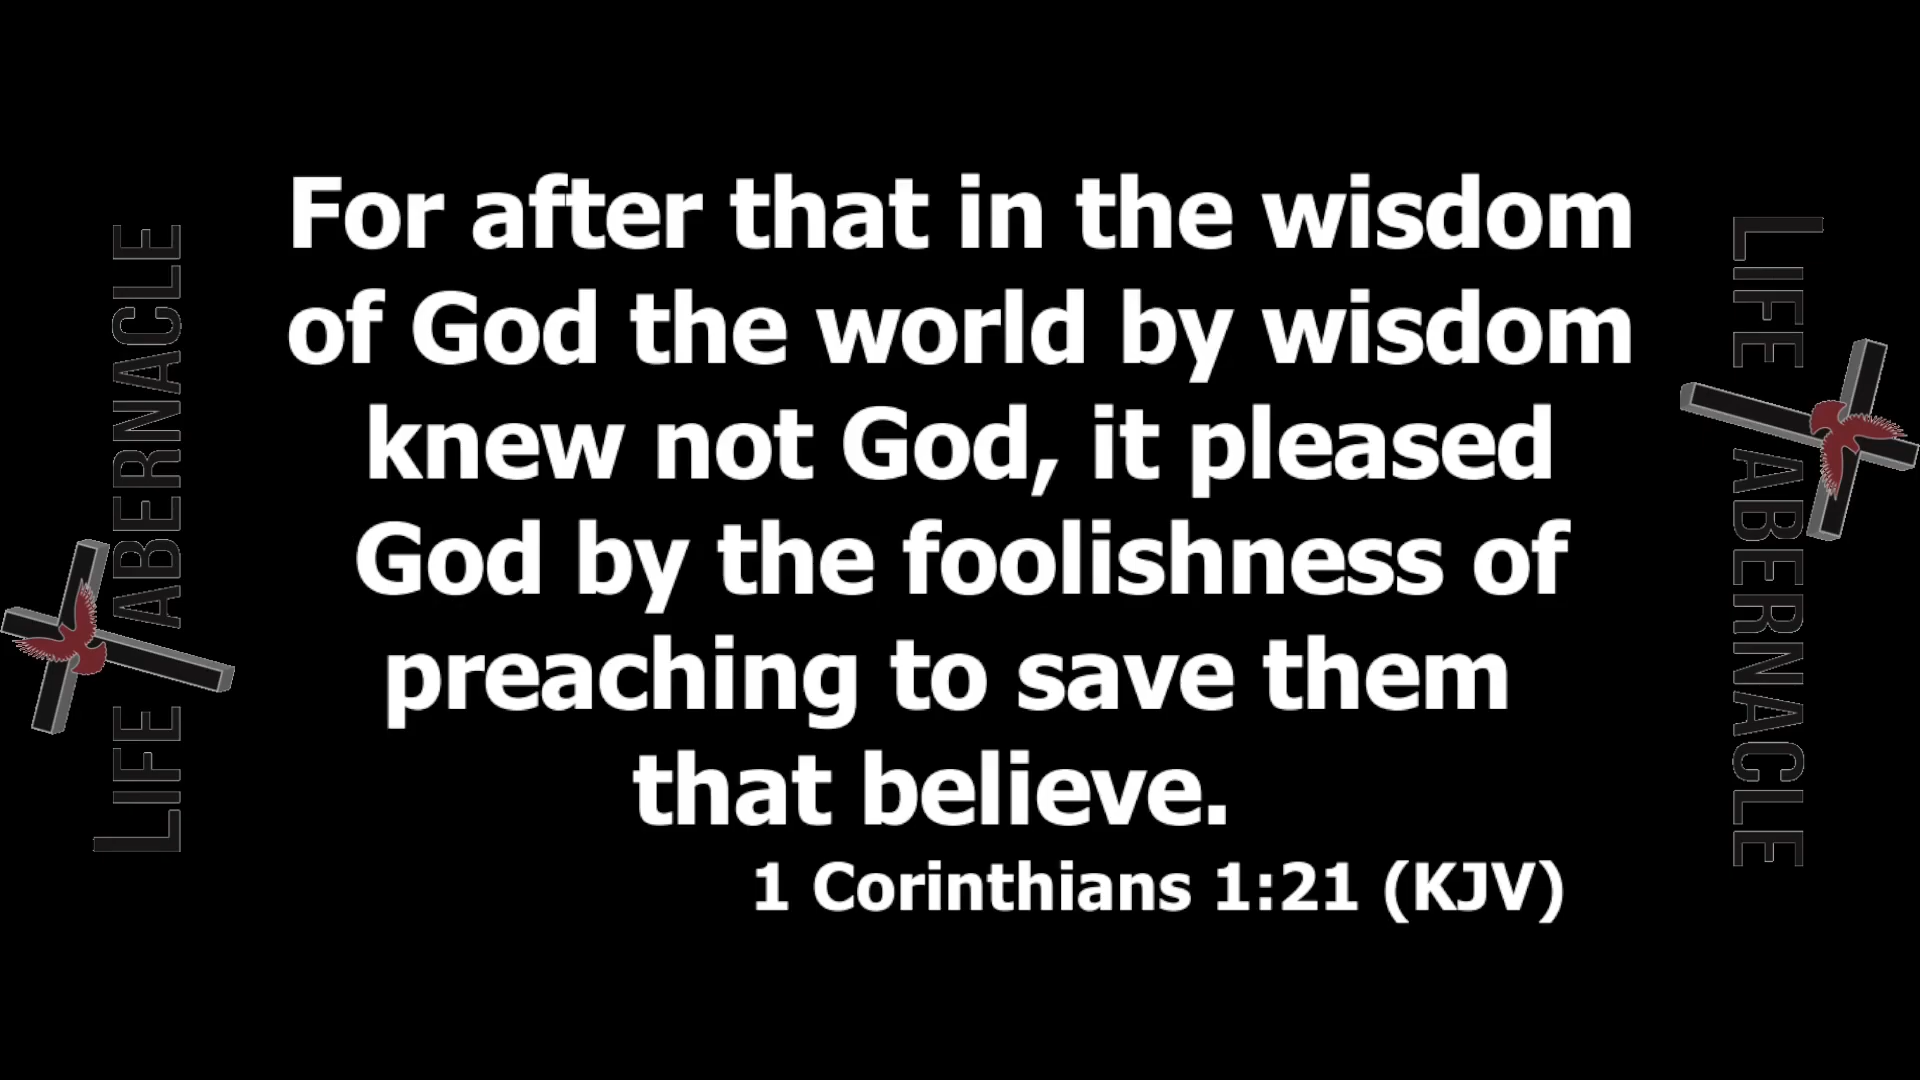 For after that in the wisdom
of God the world by wisdom
knew not God, it pleased
God by the foolishness of
preaching to save them
that believe.
1 Corinthians 1:21 (KJV)
LIFE TABERNACLE
LIFE TABERNACLE